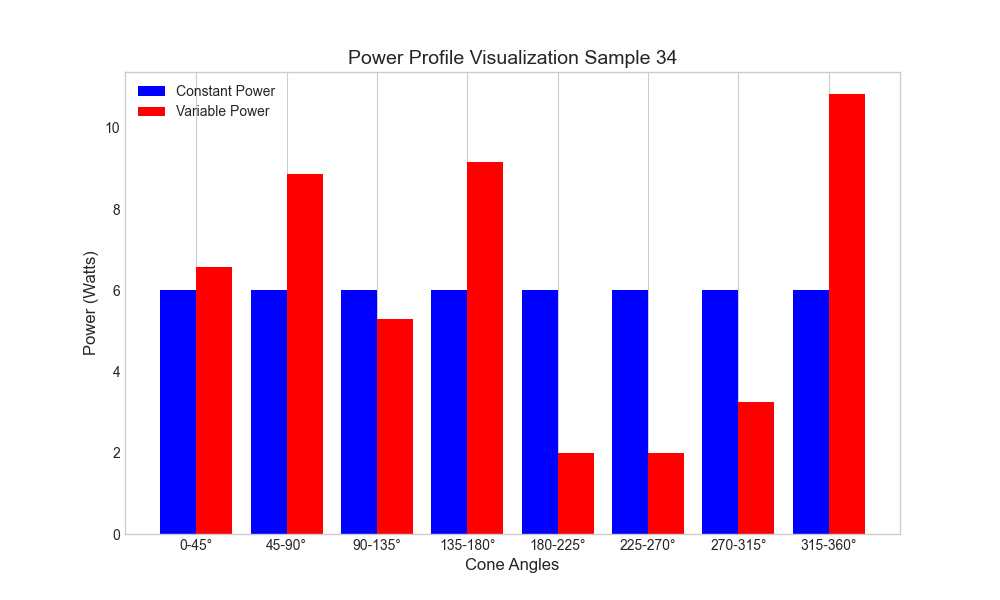 Power Profile Visualization Sample 34
Constant Power
Variable Power
10
8
6
4
2
0
Power (Watts)
0-45° 45-90° 90-135° 135-180° 180-225° 225-270° 270-315° 315-360°
Cone Angles